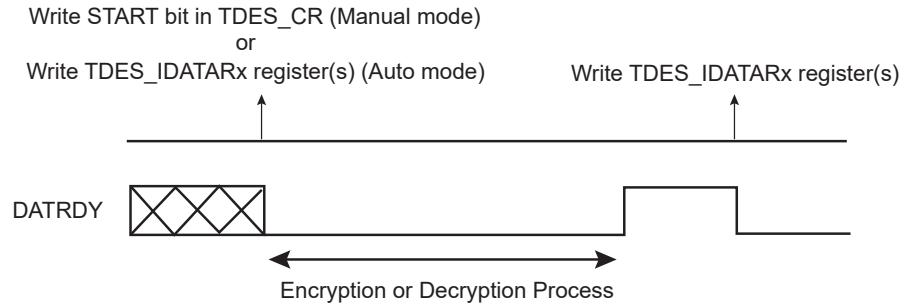 Write START bit in TDES_CR (Manual mode)
or
Write TDES_IDATARx register(s) (Auto mode)
Write TDES_IDATARx register(s)
DATRDY
Encryption or Decryption Process